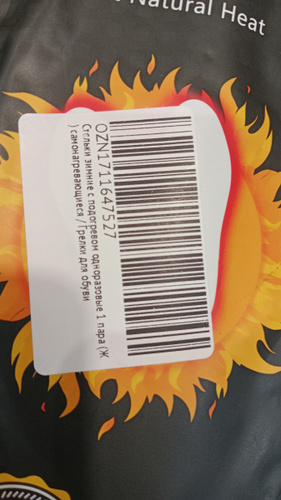 Natural Heat
OZN1711647527
Стельки зимние с подогревом одноразовые 1 пара (Ж
) самонагревающиеся / Грелки для обуви